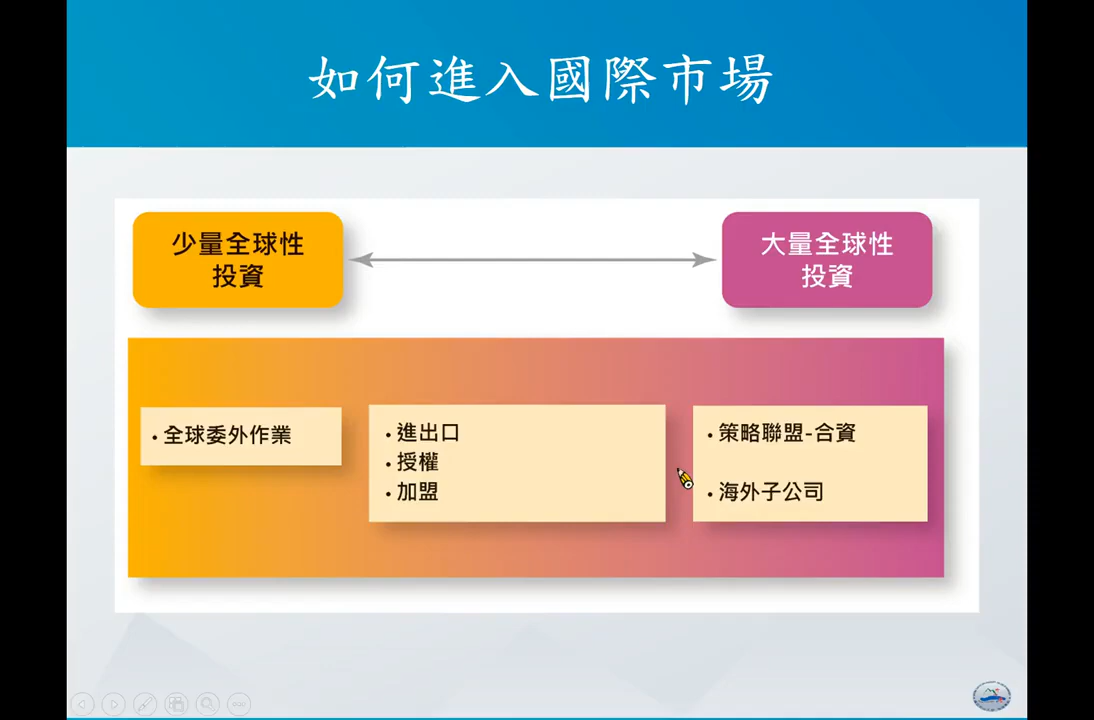 如何進入國際市場
少量全球性
投資
大量全球性
投資
• 全球委外作業
• 進出口
• 授權
• 加盟
• 策略聯盟-合資
• 海外子公司